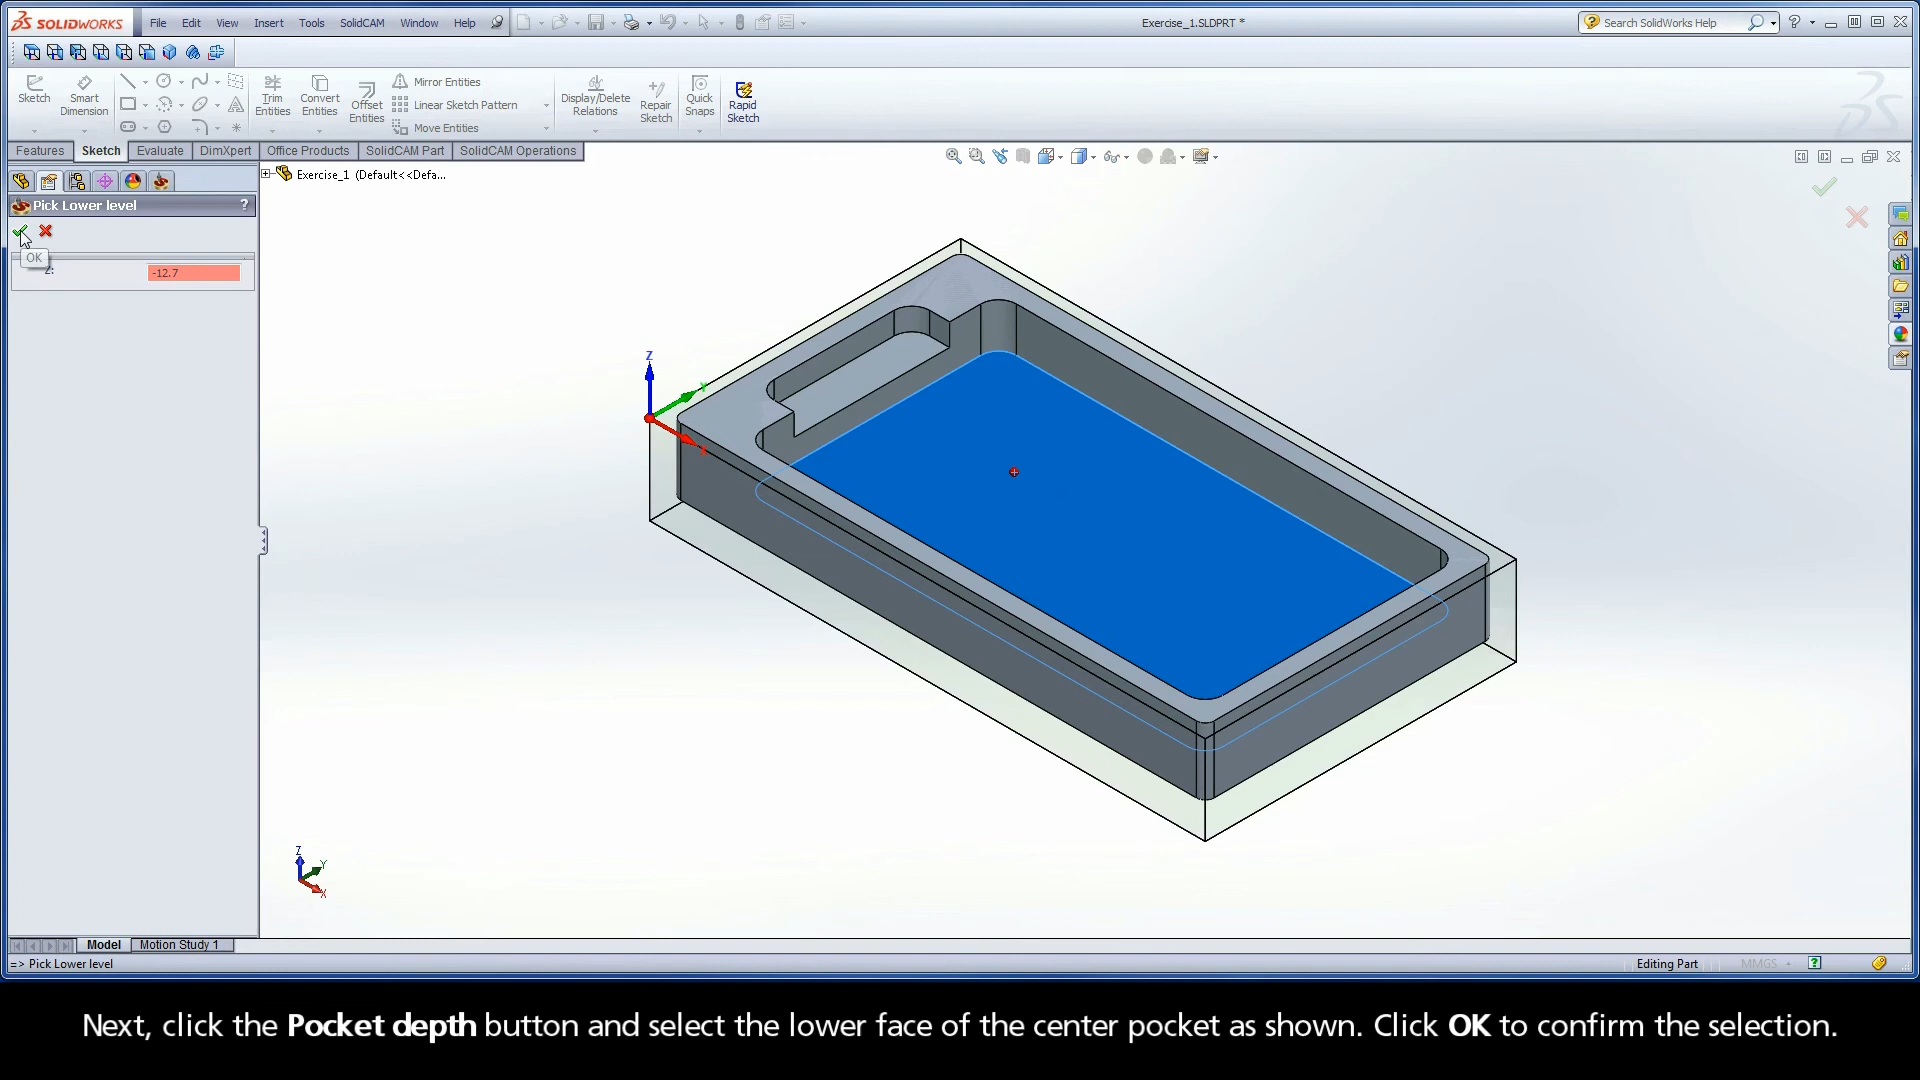 SOLIDWORKS File Edit View Insert Tools SolidCAM Window Help Exercise_1.SLDPRT * Search SolidWorks Help
Sketch Smart Dimension Trim Entities Convert Entities Offset Entities Mirror Entities Linear Sketch Pattern Move Entities Display/Delete Relations Repair Sketch Quick Snaps Rapid Sketch
Features Sketch Evaluate DimXpert Office Products SolidCAM Part SolidCAM Operations
Exercise_1 (Default<<Defa...
Pick Lower level ?
OK
Z: -12.7
Z
X
Z
Y
X
Model Motion Study 1
=> Pick Lower level Editing Part MMGS
Next, click the Pocket depth button and select the lower face of the center pocket as shown. Click OK to confirm the selection.